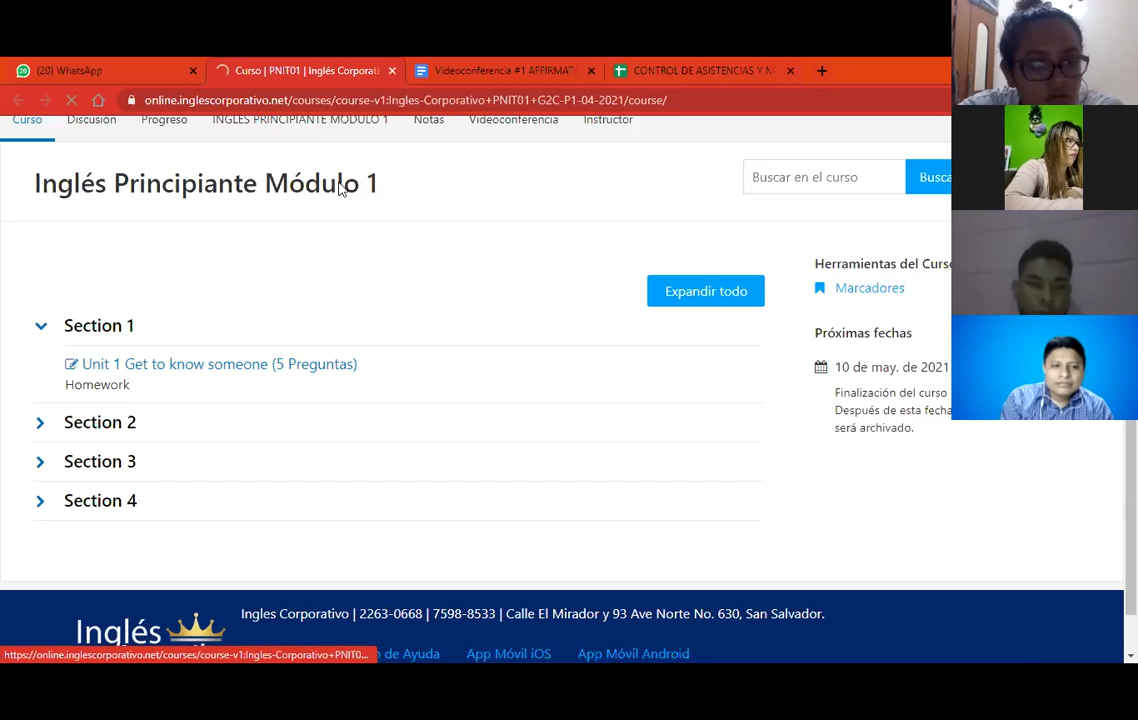 (20) WhatsApp
Curso | PNIT01 | Inglés Corporati
Videoconferencia #1 AFFIRMATI
CONTROL DE ASISTENCIAS Y NO
online.inglescorporativo.net/courses/course-v1:Ingles-Corporativo+PNIT01+G2C-P1-04-2021/course/
Curso
Discusión
Progreso
INGLÉS PRINCIPIANTE MÓDULO 1
Notas
Videoconferencia
Instructor
Inglés Principiante Módulo 1
Buscar en el curso
Busca
Expandir todo
Section 1
Unit 1 Get to know someone (5 Preguntas)
Homework
Section 2
Section 3
Section 4
Herramientas del Curso
Marcadores
Próximas fechas
10 de may. de 2021
Finalización del curso
Después de esta fecha
será archivado.
Inglés
Ingles Corporativo | 2263-0668 | 7598-8533 | Calle El Mirador y 93 Ave Norte No. 630, San Salvador.
o de Ayuda
App Móvil iOS
App Móvil Android
https://online.inglescorporativo.net/courses/course-v1:Ingles-Corporativo+PNIT0...